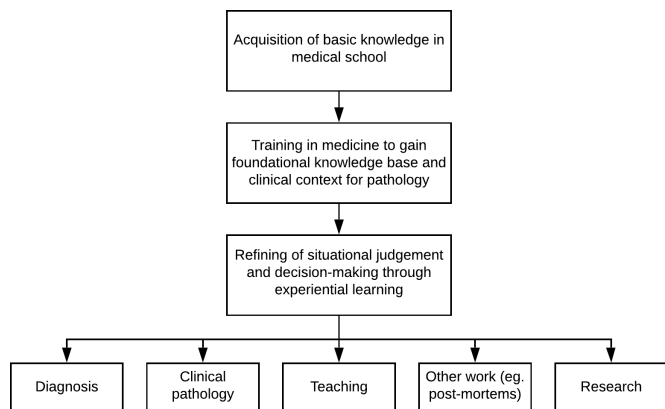 Acquisition of basic knowledge in
medical school
Training in medicine to gain
foundational knowledge base and
clinical context for pathology
Refining of situational judgement
and decision-making through
experiential learning
Diagnosis
Clinical
pathology
Teaching
Other work (eg.
post-mortems)
Research